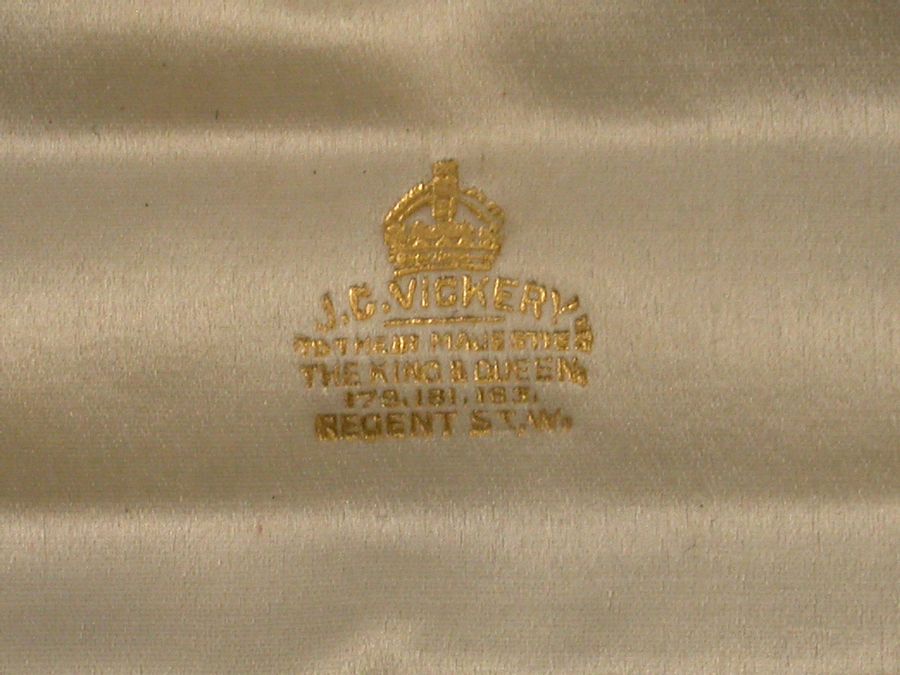 J.C. VICKERY
TO THEIR MAJESTIES
THE KING & QUEEN,
179, 181, 183,
REGENT ST. W.